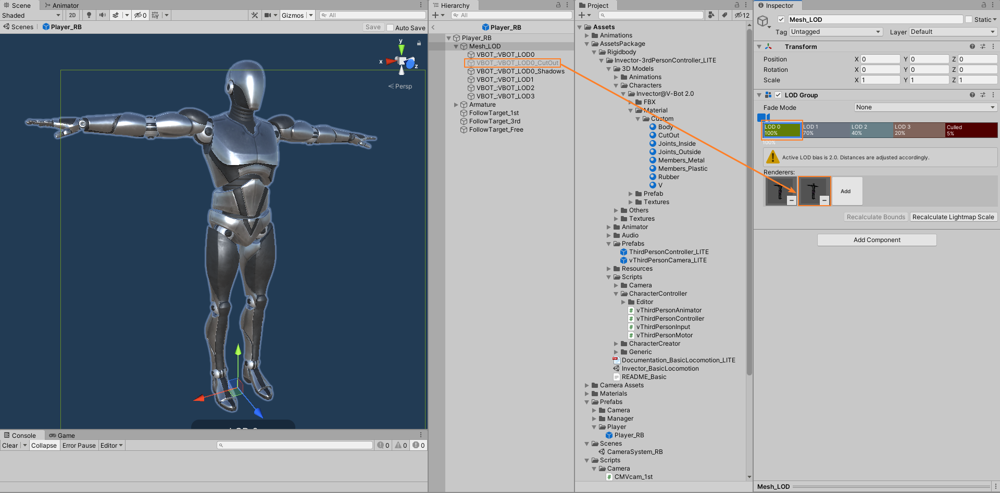 Scene
Animator
Shaded
2D
0
Gizmos
All
Scenes
Player_RB
Save
Auto Save
y
x
z
Persp
LOD 0
Console
Game
Clear
Collapse
Error Pause
Editor
0
0
0
Hierarchy
All
Player_RB
Player_RB
Mesh_LOD
VBOT_:VBOT_LOD0
VBOT_:VBOT_LOD0_CutOut
VBOT_:VBOT_LOD0_Shadows
VBOT_:VBOT_LOD1
VBOT_:VBOT_LOD2
VBOT_:VBOT_LOD3
Armature
FollowTarget_1st
FollowTarget_3rd
FollowTarget_Free
Project
12
Assets
Animations
AssetsPackage
Rigidbody
Invector-3rdPersonController_LITE
3D Models
Animations
Characters
Invector@V-Bot 2.0
FBX
Material
Custom
Body
CutOut
Joints_Inside
Joints_Outside
Members_Metal
Members_Plastic
Rubber
V
Prefab
Textures
Others
Textures
Animator
Audio
Prefabs
ThirdPersonController_LITE
vThirdPersonCamera_LITE
Resources
Scripts
Camera
CharacterController
Editor
vThirdPersonAnimator
vThirdPersonController
vThirdPersonInput
vThirdPersonMotor
CharacterCreator
Generic
Documentation_BasicLocomotion_LITE
Invector_BasicLocomotion
README_Basic
Camera Assets
Materials
Prefabs
Camera
Manager
Player
Player_RB
Scenes
CameraSystem_RB
Scripts
Camera
CMVcam_1st
Inspector
Mesh_LOD
Static
Tag Untagged
Layer Default
Transform
Position X 0 Y 0 Z 0
Rotation X 0 Y 0 Z 0
Scale X 1 Y 1 Z 1
LOD Group
Fade Mode None
LOD 0 LOD 1 LOD 2 LOD 3 Culled
100% 70% 40% 20% 5%
100%
Active LOD bias is 2.0. Distances are adjusted accordingly.
Renderers:
Add
Recalculate Bounds
Recalculate Lightmap Scale
Add Component
Mesh_LOD